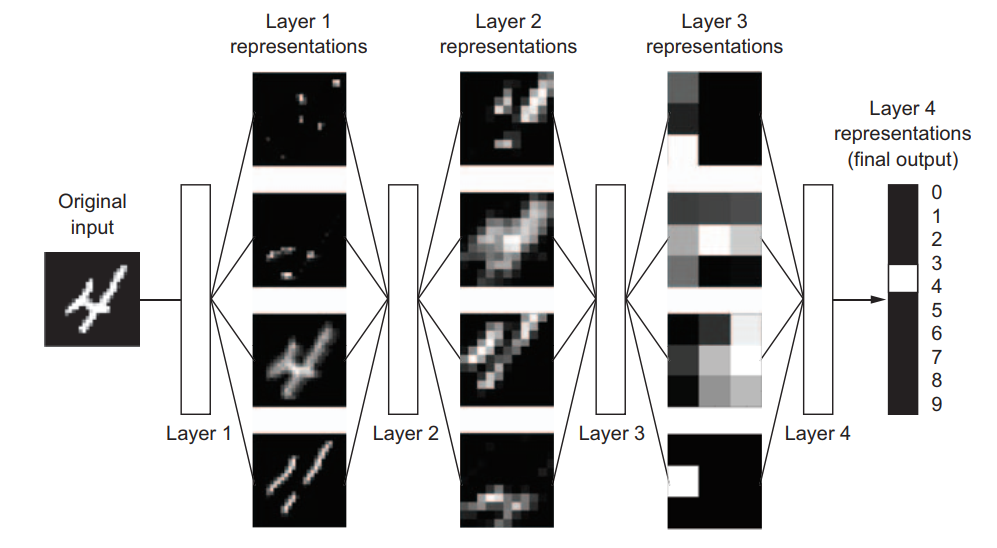 Layer 1
representations
Layer 2
representations
Layer 3
representations
Layer 4
representations
(final output)
Original
input
0
1
2
3
4
5
6
7
8
9
Layer 1
Layer 2
Layer 3
Layer 4